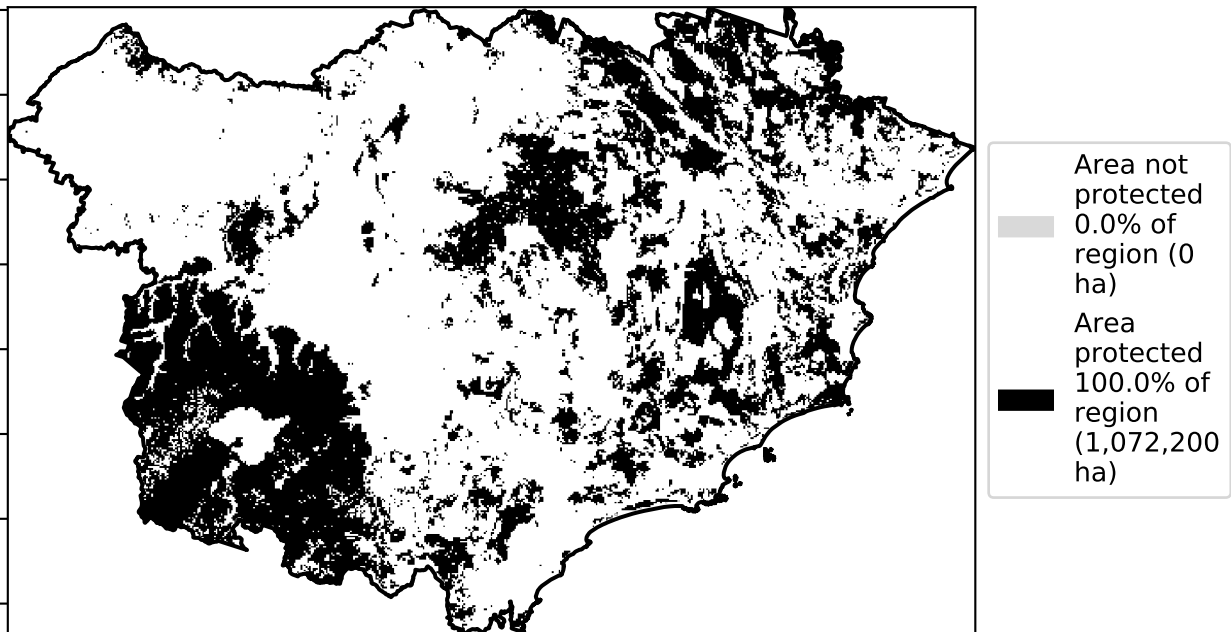 Area not
protected
0.0% of
region (0
ha)
Area
protected
100.0% of
region
(1,072,200
ha)